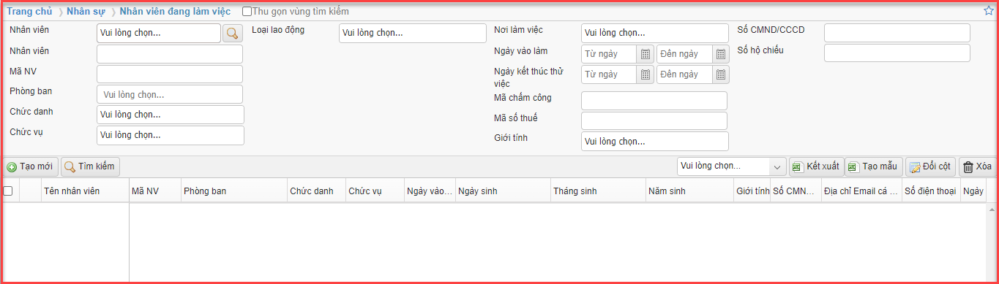 Trang chủ Nhân sự Nhân viên đang làm việc Thu gọn vùng tìm kiếm
Nhân viên Vui lòng chọn... Loại lao động Vui lòng chọn... Nơi làm việc Vui lòng chọn... Số CMND/CCCD
Nhân viên Ngày vào làm Từ ngày Đến ngày Số hộ chiếu
Mã NV Ngày kết thúc thử việc Từ ngày Đến ngày
Phòng ban Vui lòng chọn... Mã chấm công
Chức danh Vui lòng chọn... Mã số thuế
Chức vụ Vui lòng chọn... Giới tính Vui lòng chọn...
Tạo mới Tìm kiếm Vui lòng chọn... Kết xuất Tạo mẫu Đổi cột Xóa
Tên nhân viên Mã NV Phòng ban Chức danh Chức vụ Ngày vào... Ngày sinh Tháng sinh Năm sinh Giới tính Số CMN... Địa chỉ Email cá ... Số điện thoại Ngày